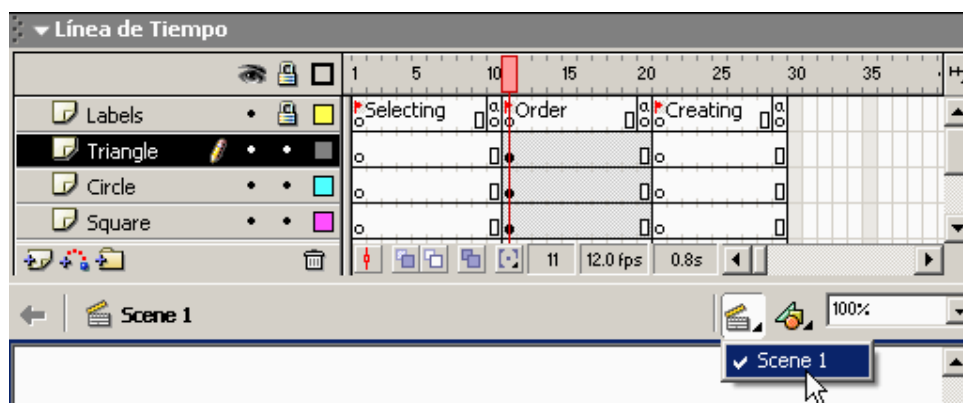 Línea de Tiempo
1 5 10 15 20 25 30 35
Labels Selecting a Order a Creating a
Triangle
Circle
Square
11 12.0 fps 0.8s
Scene 1 100%
Scene 1